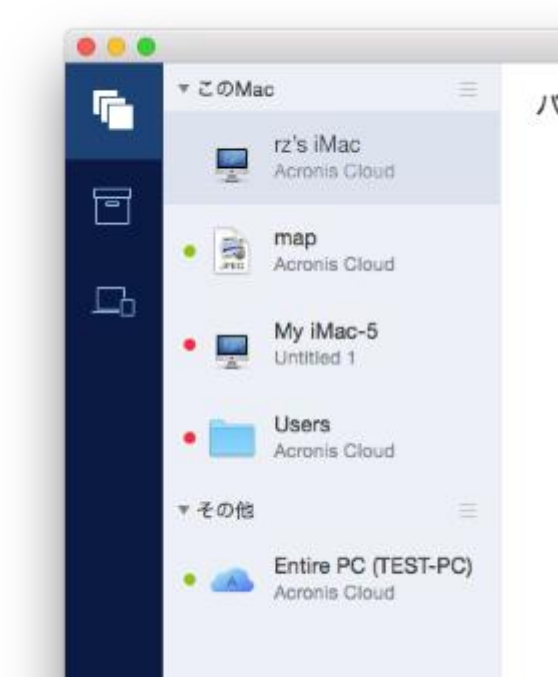 このMac
パ
rz's iMac
Acronis Cloud
map
Acronis Cloud
JPEG
My iMac-5
Untitled 1
Users
Acronis Cloud
その他
Entire PC (TEST-PC)
Acronis Cloud